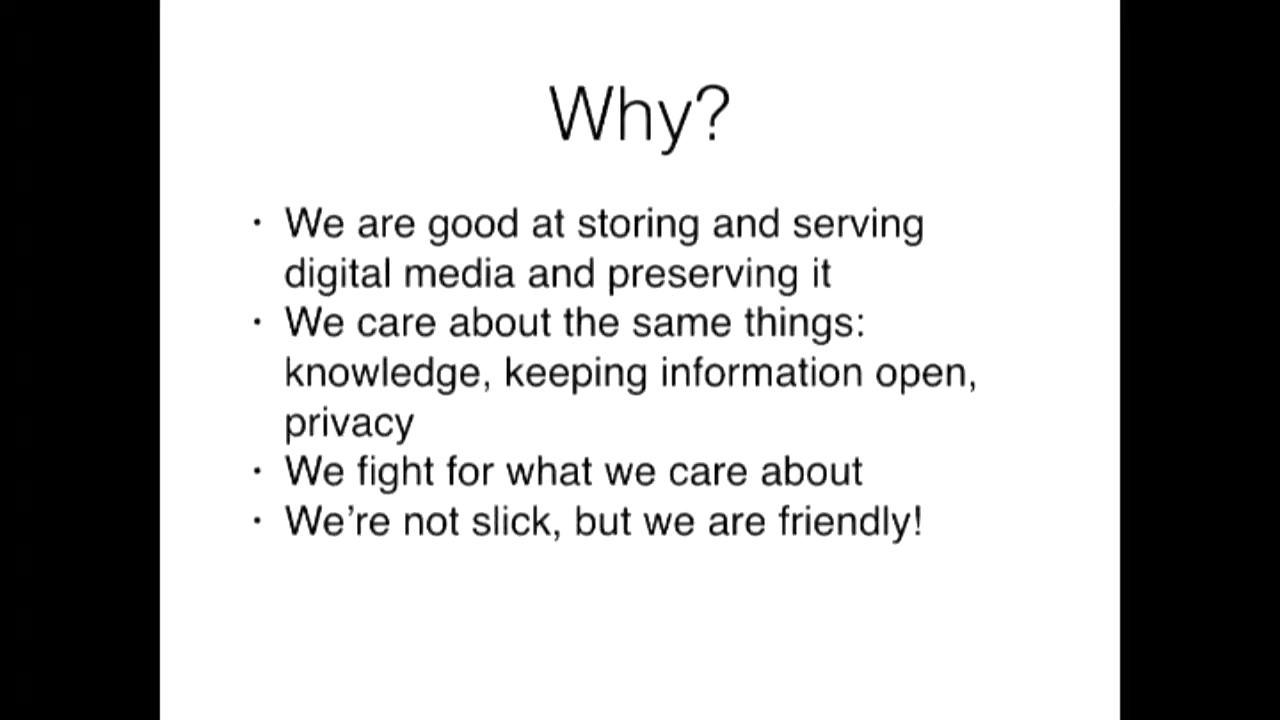 Why?
· We are good at storing and serving
digital media and preserving it
· We care about the same things:
knowledge, keeping information open,
privacy
· We fight for what we care about
· We’re not slick, but we are friendly!